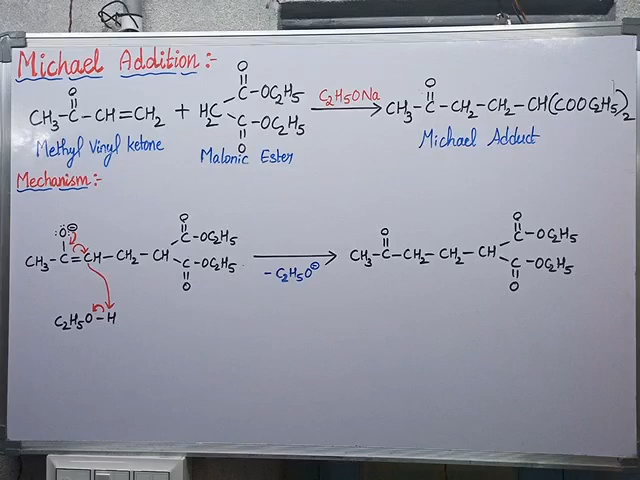 Michael Addition :-
CH₃-C(=O)-CH=CH₂ + H₂C(C(=O)-OC₂H₅)(C(=O)-OC₂H₅) C₂H₅ONa → CH₃-C(=O)-CH₂-CH₂-CH(COOC₂H₅)₂
Methyl vinyl ketone Malonic Ester Michael Adduct
Mechanism:-
CH₃-C(-:Ö:⊖)=CH-CH₂-CH(C(=O)-OC₂H₅)(C(=O)-OC₂H₅) → CH₃-C(=O)-CH₂-CH₂-CH(C(=O)-OC₂H₅)(C(=O)-OC₂H₅)
-C₂H₅O⊖
C₂H₅O-H